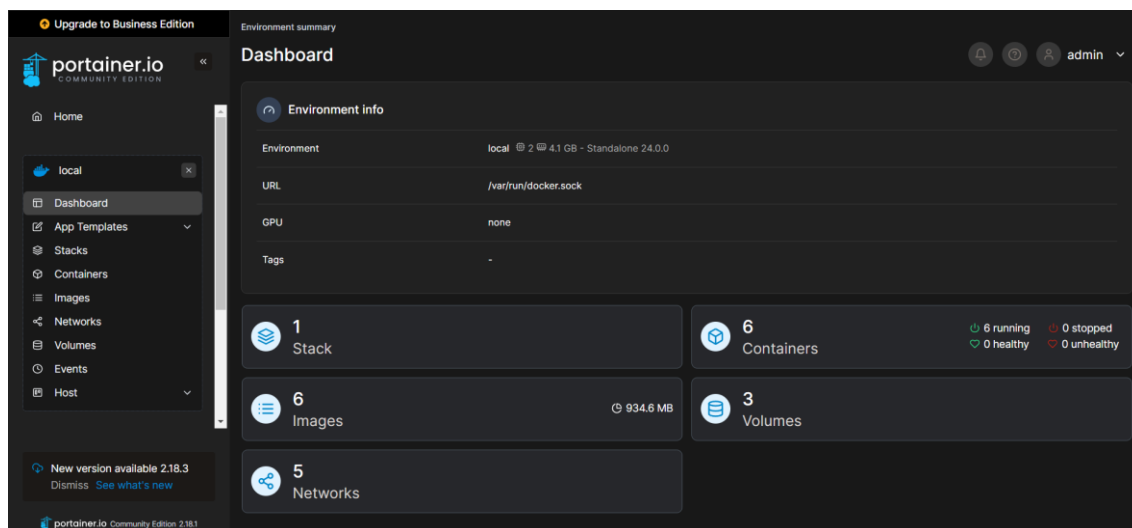 Upgrade to Business Edition
portainer.io
COMMUNITY EDITION
Home
local
Dashboard
App Templates
Stacks
Containers
Images
Networks
Volumes
Events
Host
New version available 2.18.3
Dismiss See what's new
portainer.io Community Edition 2.18.1
Environment summary
Dashboard
admin
Environment info
Environment local 2 4.1 GB - Standalone 24.0.0
URL /var/run/docker.sock
GPU none
Tags -
1
Stack
6
Containers
6 running 0 stopped
0 healthy 0 unhealthy
6
Images
934.6 MB
3
Volumes
5
Networks